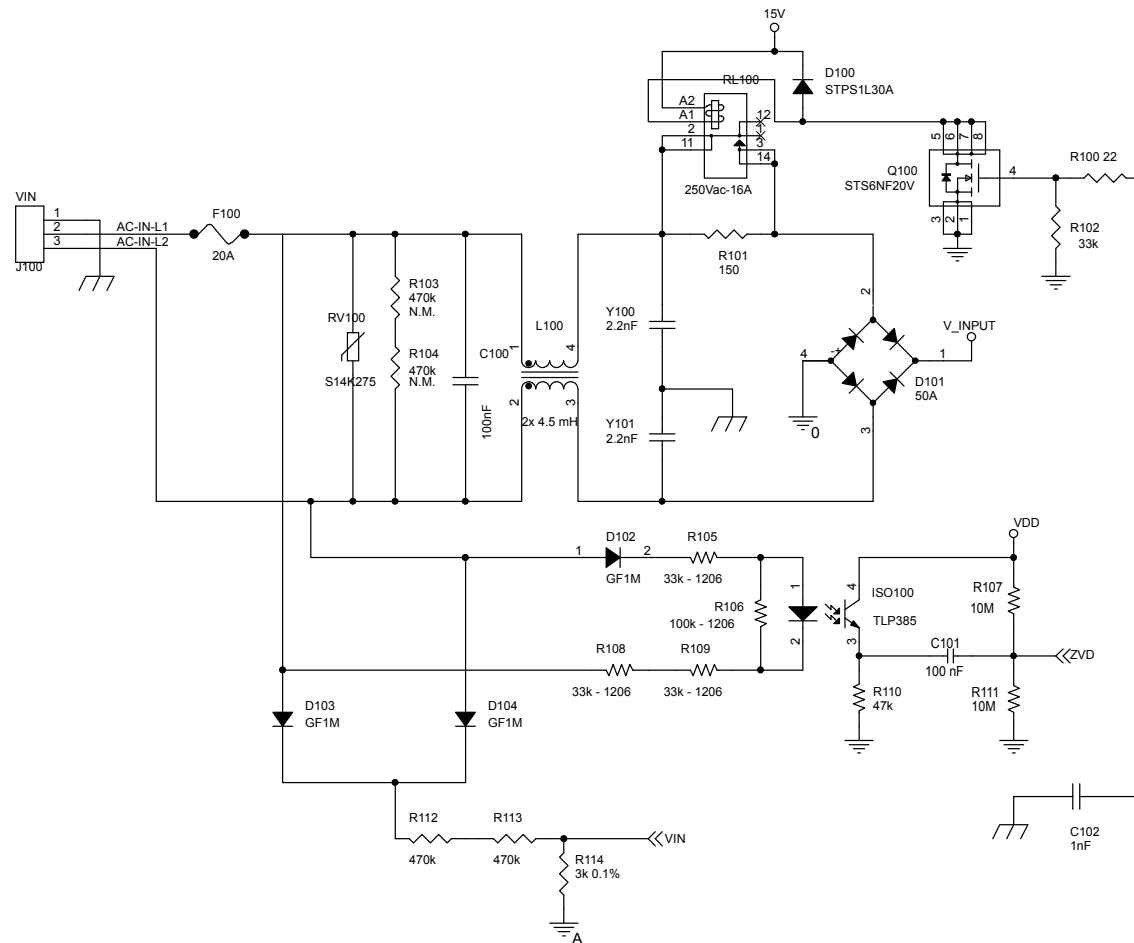 15V
D100
STPS1L30A
RL100
A2
A1
2
11
12
1
3
14
250Vac-16A
5
6
7
8
Q100
STS6NF20V
4
3
2
1
R100 22
R102
33k
VIN
1
2
3
J100
AC-IN-L1
AC-IN-L2
F100
20A
R101
150
R103
470k
N.M.
RV100
S14K275
R104
470k
N.M.
C100
100nF
L100
1
4
2
3
2x 4.5 mH
Y100
2.2nF
Y101
2.2nF
2
V_INPUT
4
-
+
1
D101
50A
3
0
D102
1
2
GF1M
R105
33k - 1206
R106
100k - 1206
1
2
4
3
ISO100
TLP385
VDD
R107
10M
R108
33k - 1206
R109
33k - 1206
C101
100 nF
ZVD
R110
47k
R111
10M
D103
GF1M
D104
GF1M
R112
470k
R113
470k
VIN
R114
3k 0.1%
A
C102
1nF